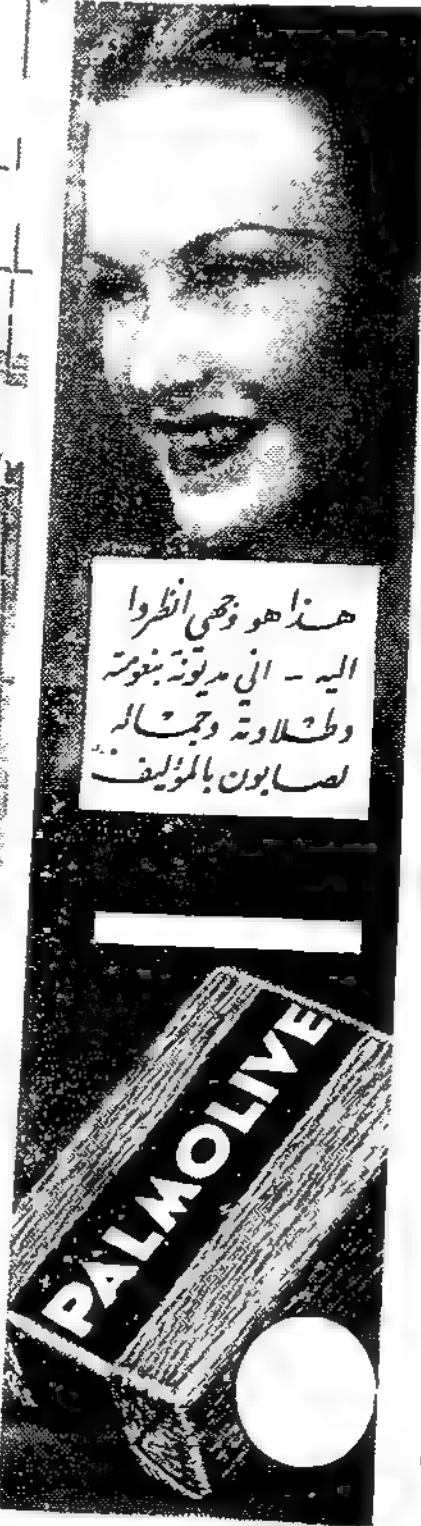 هذا هو وجهي انظروا
اليه - اني مديونة بنعومته
وطلاوته وجماله
لصابون بالموليف
PALMOLIVE